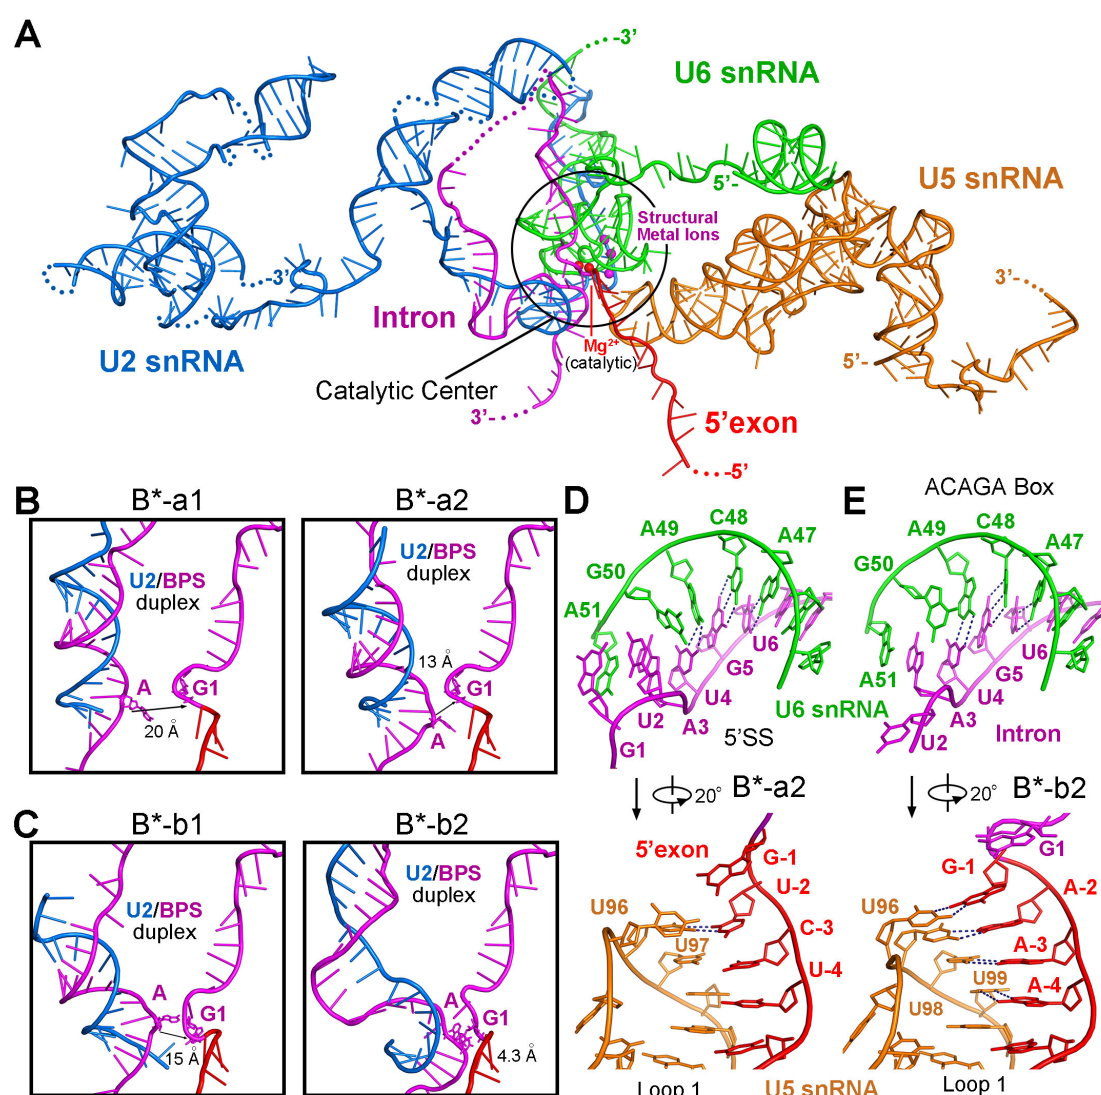 A
-3'
U6 snRNA
5'-
U5 snRNA
Structural
Metal Ions
-3'
3'-
Intron
U2 snRNA
Mg2+
(catalytic)
5'-
Catalytic Center
3'-
5'exon
-5'
B
B*-a1
B*-a2
U2/BPS
duplex
A
G1
20 Å
U2/BPS
duplex
13 Å
G1
A
C
B*-b1
B*-b2
U2/BPS
duplex
A
G1
15 Å
U2/BPS
duplex
A
G1
4.3 Å
D
C48
A49
A47
G50
A51
U6
G5
U4
U2
A3
G1
U6 snRNA
5'SS
20°
B*-a2
5'exon
G-1
U-2
U96
C-3
U97
U-4
Loop 1
U5 snRNA
E
ACAGA Box
C48
A49
A47
G50
U6
A51
G5
U4
A3
U2
Intron
20°
B*-b2
G1
G-1
A-2
U96
A-3
U99
A-4
U98
Loop 1